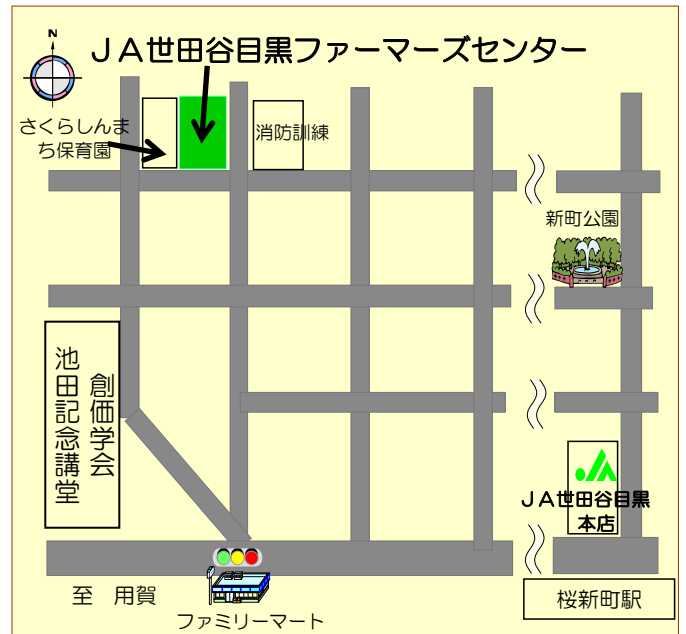 N
JA世田谷目黒ファーマーズセンター
さくらしんま
ち保育園
消防訓練
新町公園
創価学会
池田記念講堂
JA
JA世田谷目黒
本店
至 用賀
ファミリーマート
桜新町駅